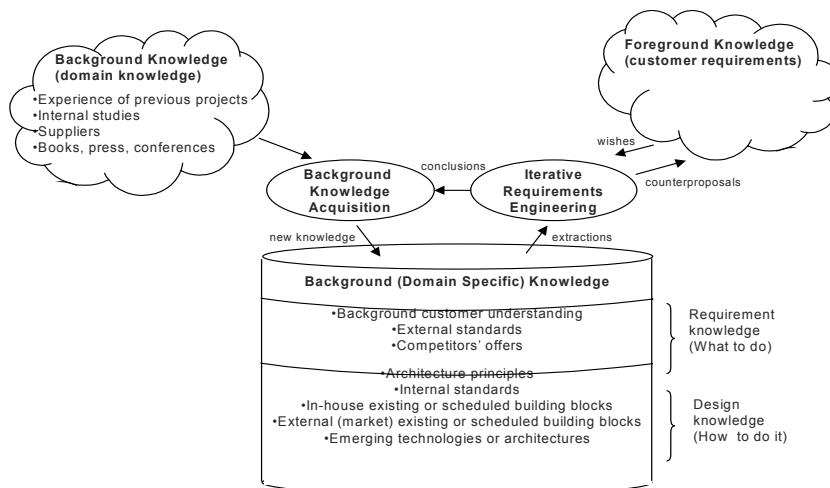 Background Knowledge
(domain knowledge)
•Experience of previous projects
•Internal studies
•Suppliers
•Books, press, conferences
Foreground Knowledge
(customer requirements)
wishes
conclusions
counterproposals
Background
Knowledge
Acquisition
Iterative
Requirements
Engineering
new knowledge
extractions
Background (Domain Specific) Knowledge
•Background customer understanding
•External standards
•Competitors' offers
Requirement
knowledge
(What to do)
•Architecture principles
•Internal standards
•In-house existing or scheduled building blocks
•External (market) existing or scheduled building blocks
•Emerging technologies or architectures
Design
knowledge
(How to do it)